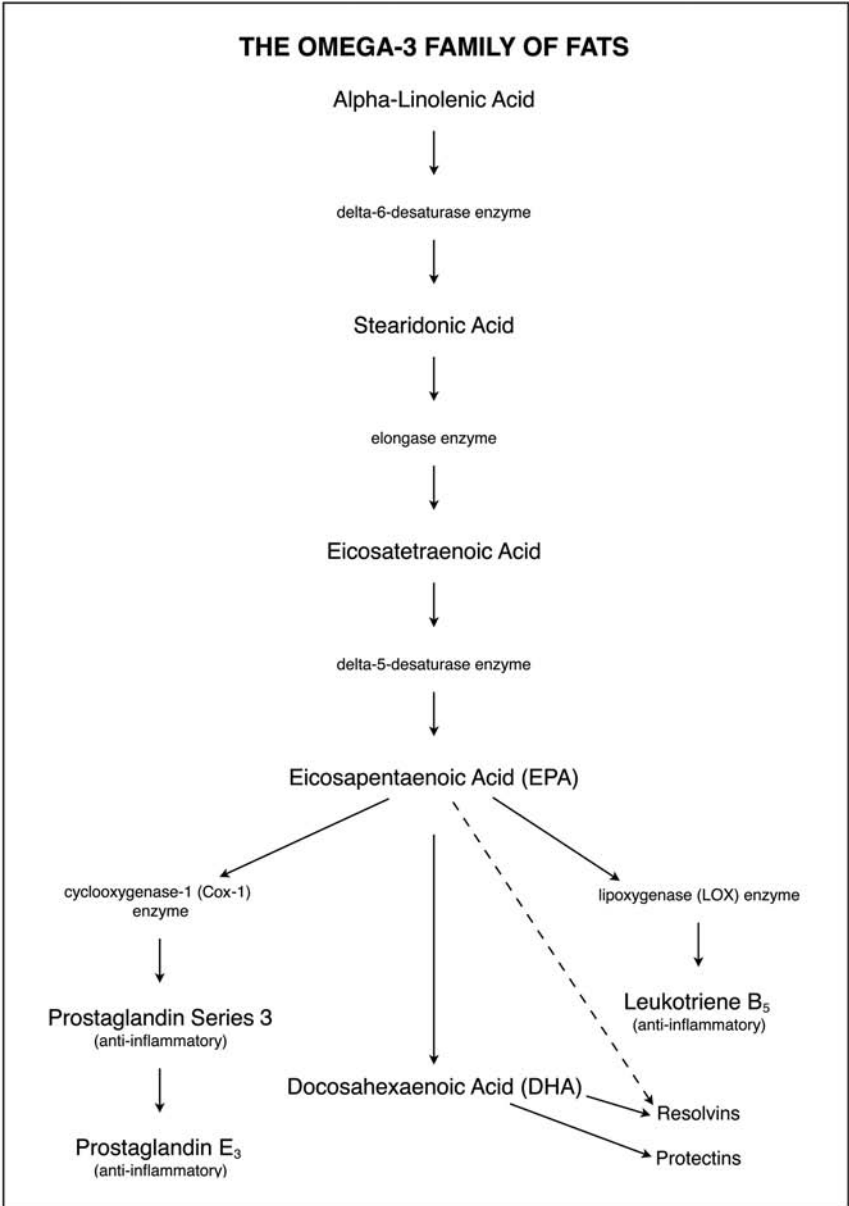 THE OMEGA-3 FAMILY OF FATS
Alpha-Linolenic Acid
delta-6-desaturase enzyme
Stearidonic Acid
elongase enzyme
Eicosatetraenoic Acid
delta-5-desaturase enzyme
Eicosapentaenoic Acid (EPA)
cyclooxygenase-1 (Cox-1)
enzyme
lipoxygenase (LOX) enzyme
Prostaglandin Series 3
(anti-inflammatory)
Leukotriene B₅
(anti-inflammatory)
Docosahexaenoic Acid (DHA)
Resolvins
Prostaglandin E₃
(anti-inflammatory)
Protectins